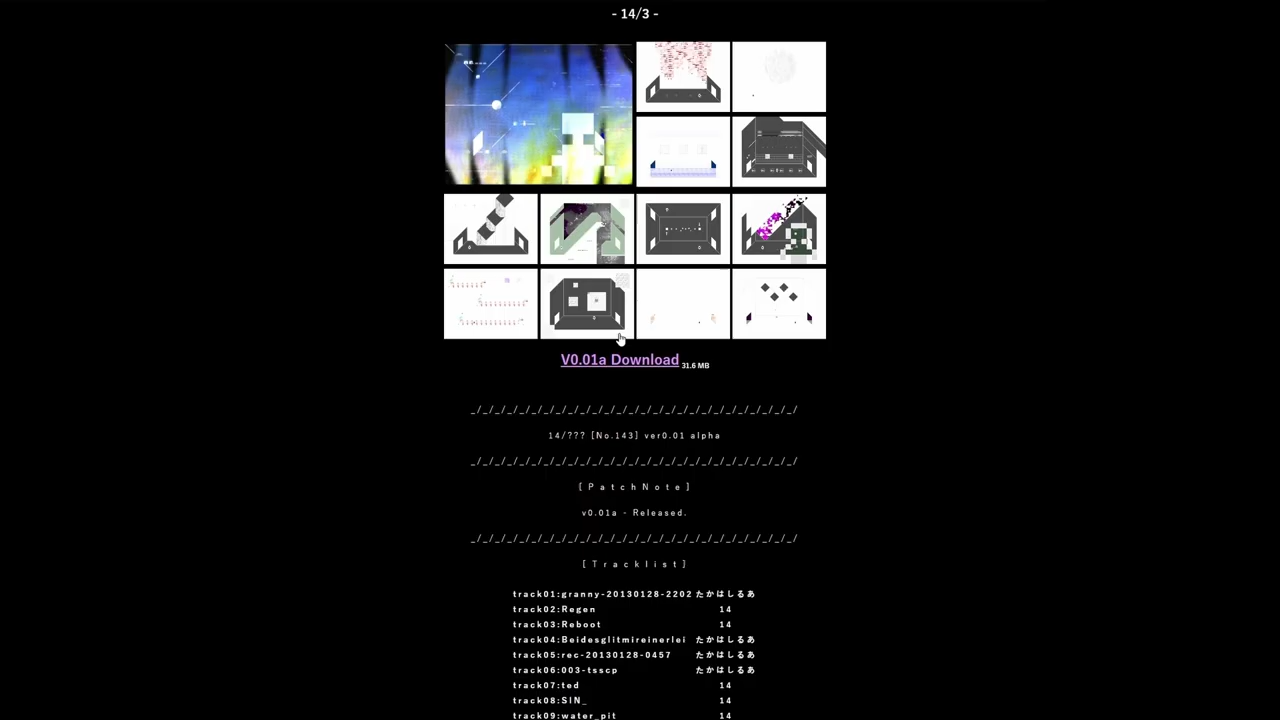 - 14/3 -
V0.01a Download 31.6 MB
_/_/_/_/_/_/_/_/_/_/_/_/_/_/_/_/_/_/_/_/_/_/_/_/_/_/_/
14/??? [No.143] ver0.01 alpha
_/_/_/_/_/_/_/_/_/_/_/_/_/_/_/_/_/_/_/_/_/_/_/_/_/_/_/
[ P a t c h N o t e ]
v0.01a - Released.
_/_/_/_/_/_/_/_/_/_/_/_/_/_/_/_/_/_/_/_/_/_/_/_/_/_/_/
[ T r a c k l i s t ]
track01:granny-20130128-2202 たかはしるあ
track02:Regen 14
track03:Reboot 14
track04:Beidesglitmireinerlei たかはしるあ
track05:rec-20130128-0457 たかはしるあ
track06:003-tsscp たかはしるあ
track07:ted 14
track08:SIN_ 14
track09:water_pit 14